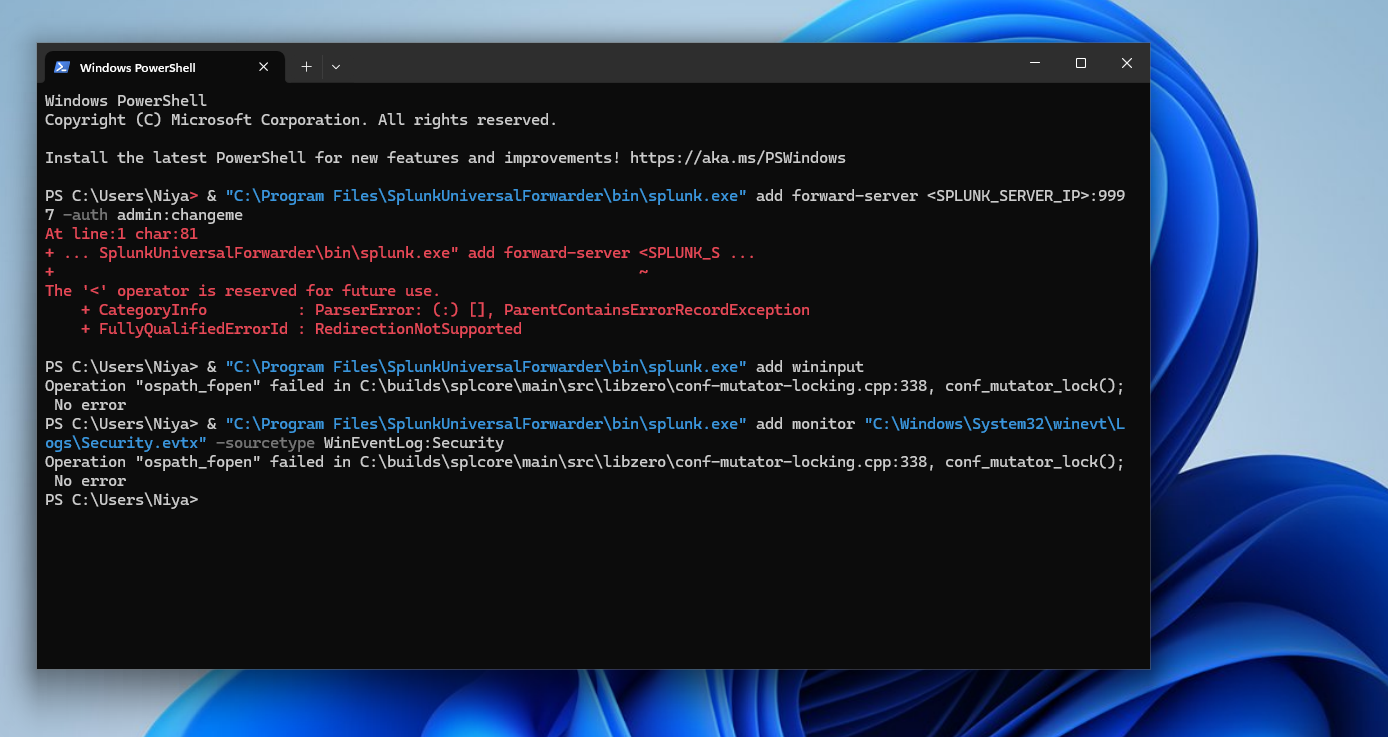 Windows PowerShell
Windows PowerShell
Copyright (C) Microsoft Corporation. All rights reserved.
Install the latest PowerShell for new features and improvements! https://aka.ms/PSWindows
PS C:\Users\Niya> & "C:\Program Files\SplunkUniversalForwarder\bin\splunk.exe" add forward-server <SPLUNK_SERVER_IP>:999
7 -auth admin:changeme
At line:1 char:81
+ ... SplunkUniversalForwarder\bin\splunk.exe" add forward-server <SPLUNK_S ...
+                                                                  ~
The '<' operator is reserved for future use.
    + CategoryInfo          : ParserError: (:) [], ParentContainsErrorRecordException
    + FullyQualifiedErrorId : RedirectionNotSupported
PS C:\Users\Niya> & "C:\Program Files\SplunkUniversalForwarder\bin\splunk.exe" add wininput
Operation "ospath_fopen" failed in C:\builds\splcore\main\src\libzero\conf-mutator-locking.cpp:338, conf_mutator_lock();
 No error
PS C:\Users\Niya> & "C:\Program Files\SplunkUniversalForwarder\bin\splunk.exe" add monitor "C:\Windows\System32\winevt\L
ogs\Security.evtx" -sourcetype WinEventLog:Security
Operation "ospath_fopen" failed in C:\builds\splcore\main\src\libzero\conf-mutator-locking.cpp:338, conf_mutator_lock();
 No error
PS C:\Users\Niya>